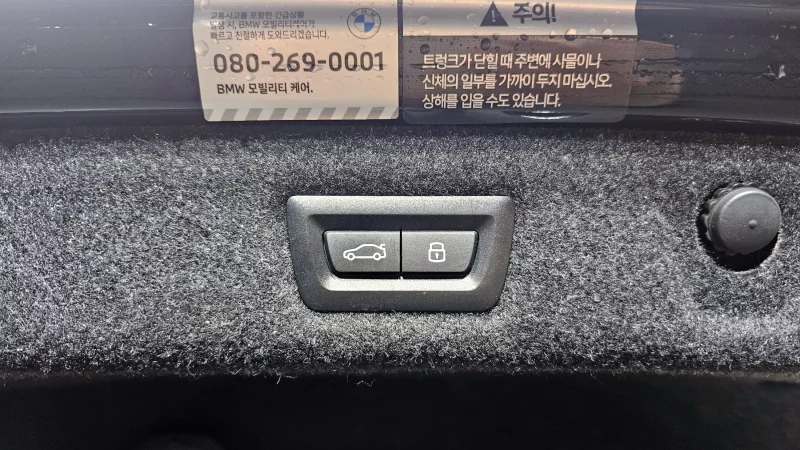 교통사고를 포함한 긴급상황
발생 시, BMW 모빌리티케어가
빠르고 친절하게 도와드리겠습니다.
080-269-0001
BMW 모빌리티 케어.
BMW
주의!
트렁크가 닫힐 때 주변에 사물이나
신체의 일부를 가까이 두지 마십시오.
상해를 입을 수도 있습니다.